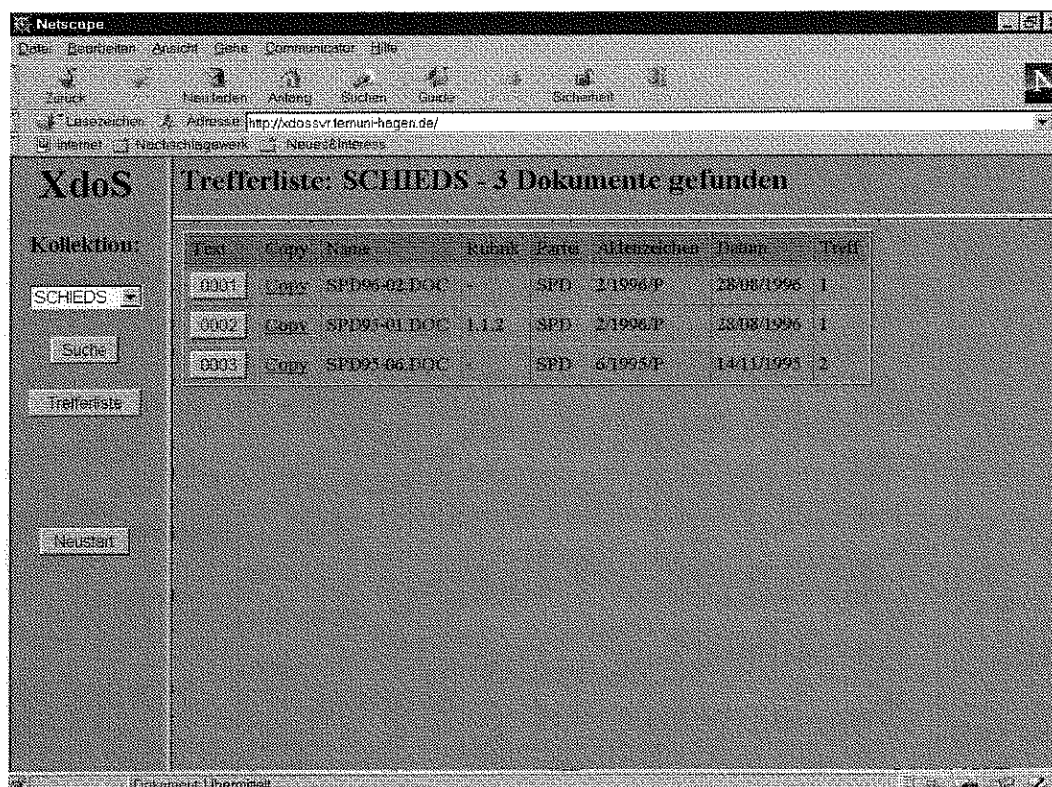 Netscape
Datei Bearbeiten Ansicht Gehe Communicator Hilfe
Zurück Neu laden Anfang Suchen Guide Sicherheit
Lesezeichen Adresse http://xdossvr.fernuni-hagen.de/
Internet Nachschlagewerk Neues&Interess
XdoS
Trefferliste: SCHIEDS - 3 Dokumente gefunden
Kollektion:
SCHIEDS
Suche
Trefferliste
Neustart
Text Copy Name Rubrik Partei Aktenzeichen Datum Treff
0001 Copy SPD96-02.DOC - SPD 2/1996/P 28/08/1996 1
0002 Copy SPD95-01.DOC 1.1.2 SPD 2/1996/P 28/08/1996 1
0003 Copy SPD95-06.DOC - SPD 6/1995/P 14/11/1995 2
Dokument: Übermittelt